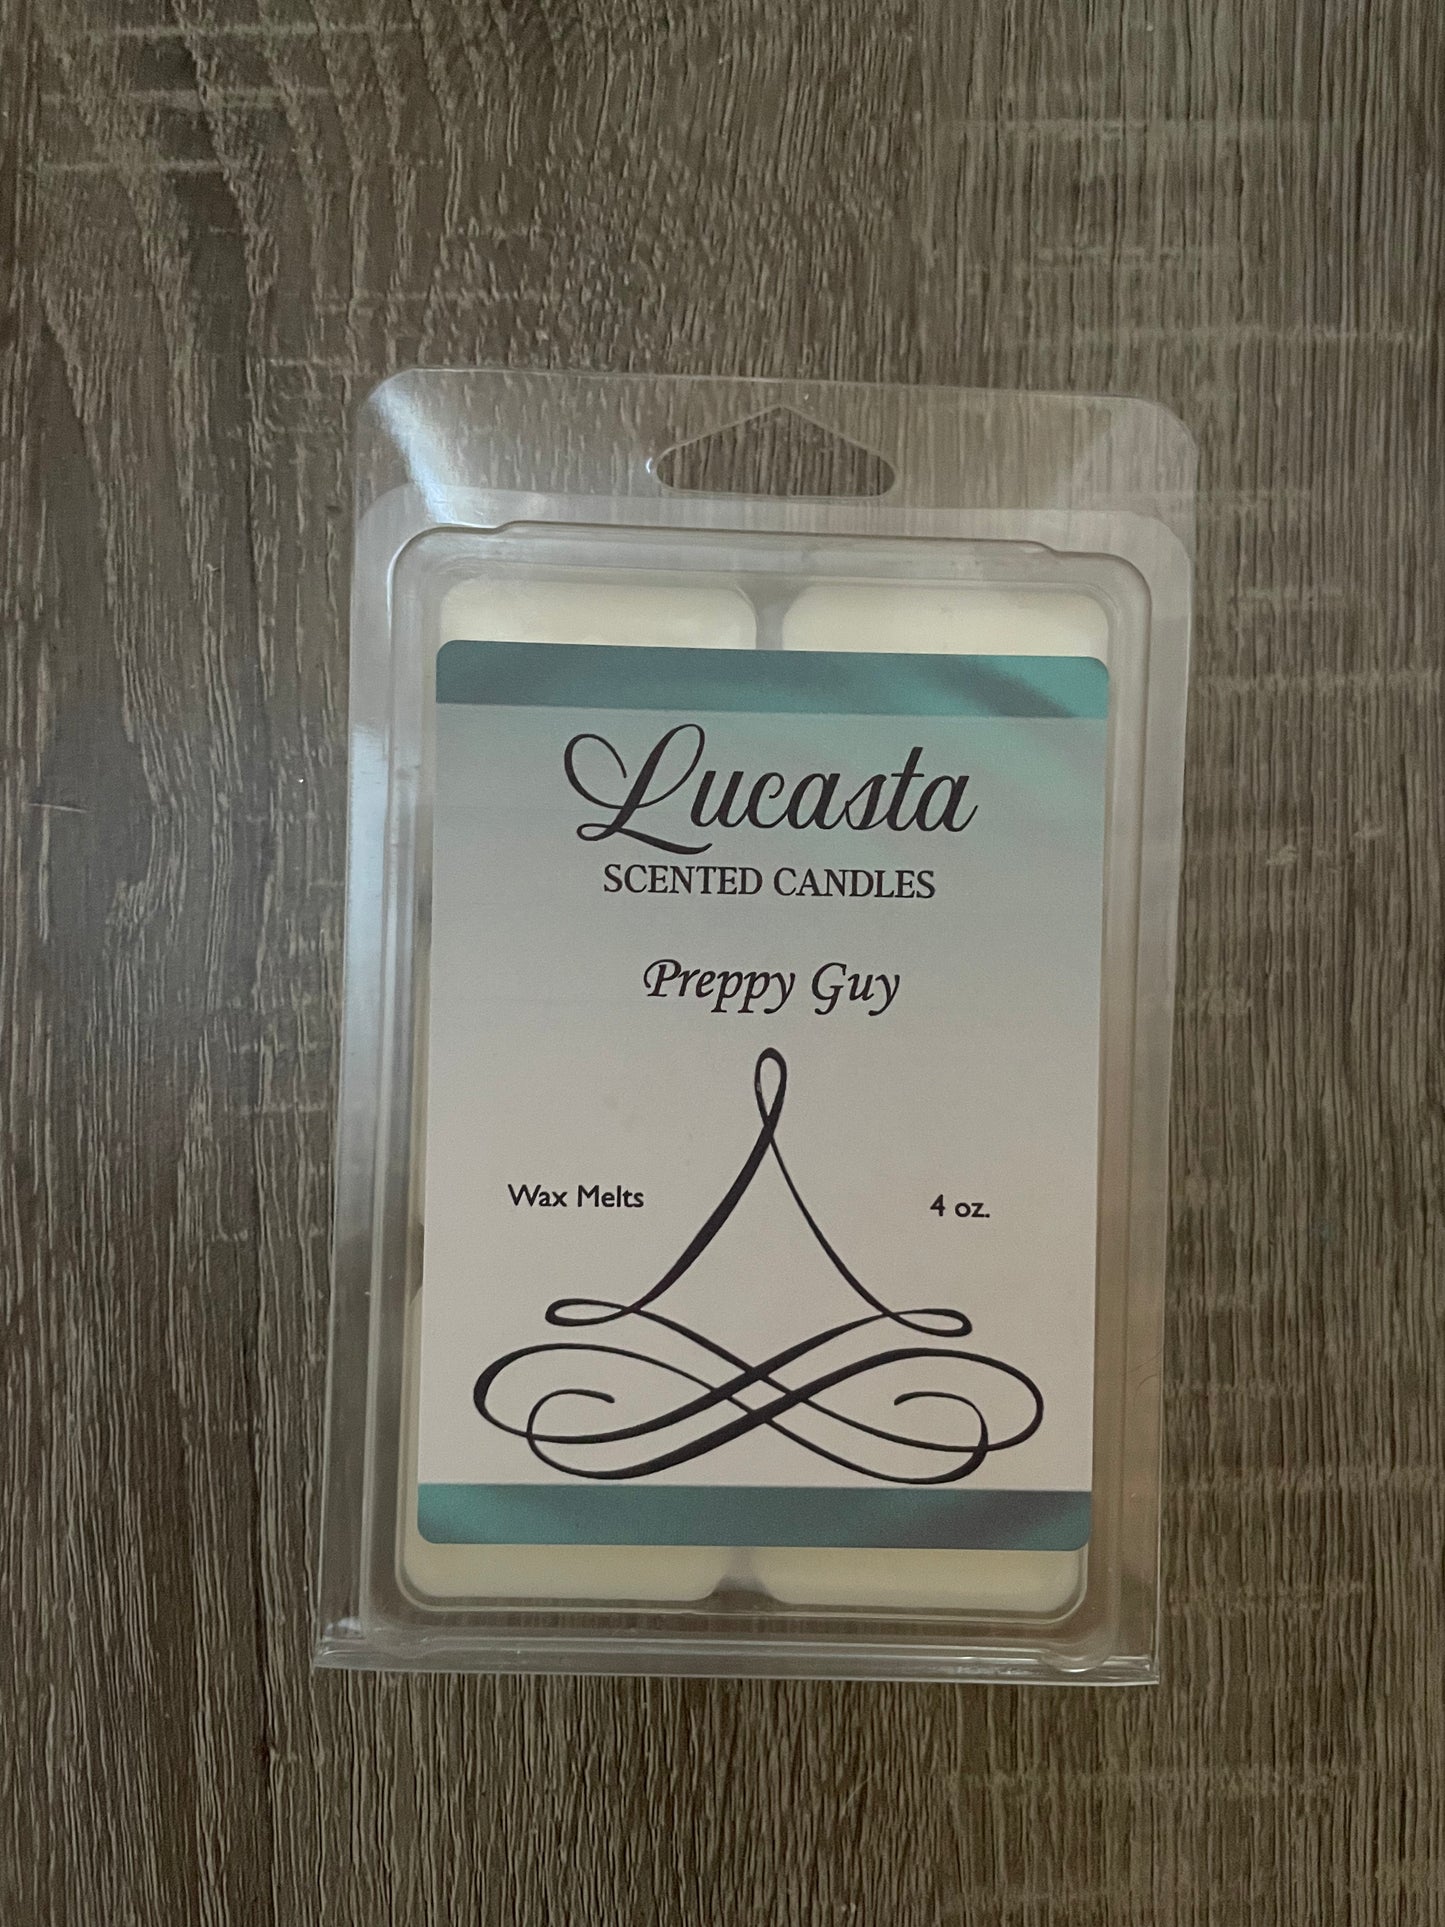 Lucasta
SCENTED CANDLES
Preppy Guy
Wax Melts 4 oz.